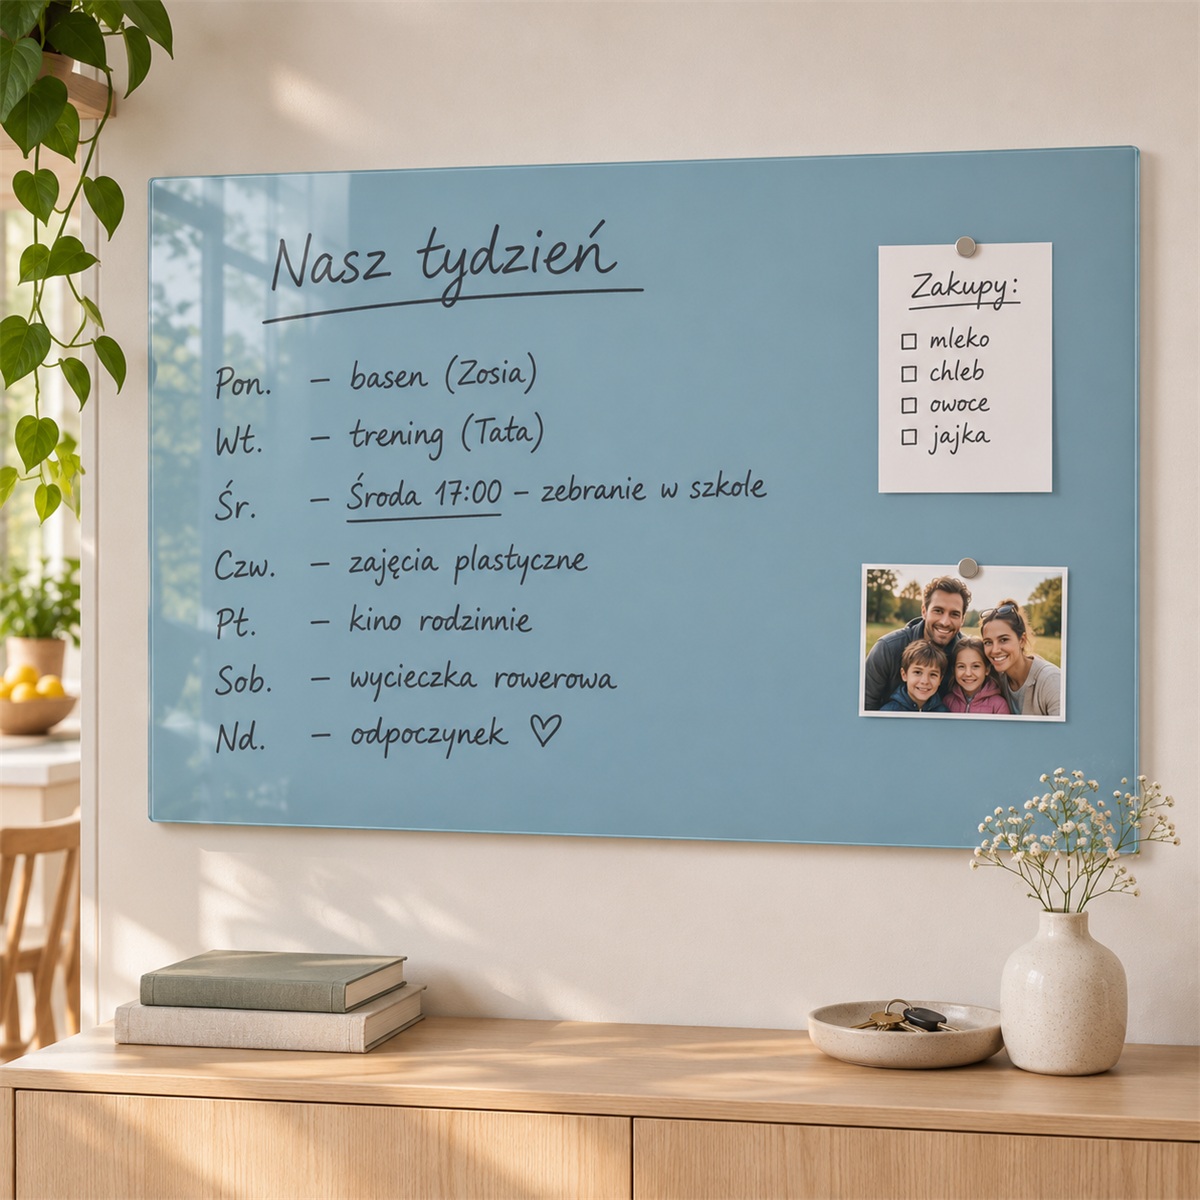 Nasz tydzień
Pon. – basen (Zosia)
Wt. – trening (Tata)
Śr. – Środa 17:00 – zebranie w szkole
Czw. – zajęcia plastyczne
Pt. – kino rodzinnie
Sob. – wycieczka rowerowa
Nd. – odpoczynek ♡
Zakupy:
☐ mleko
☐ chleb
☐ owoce
☐ jajka